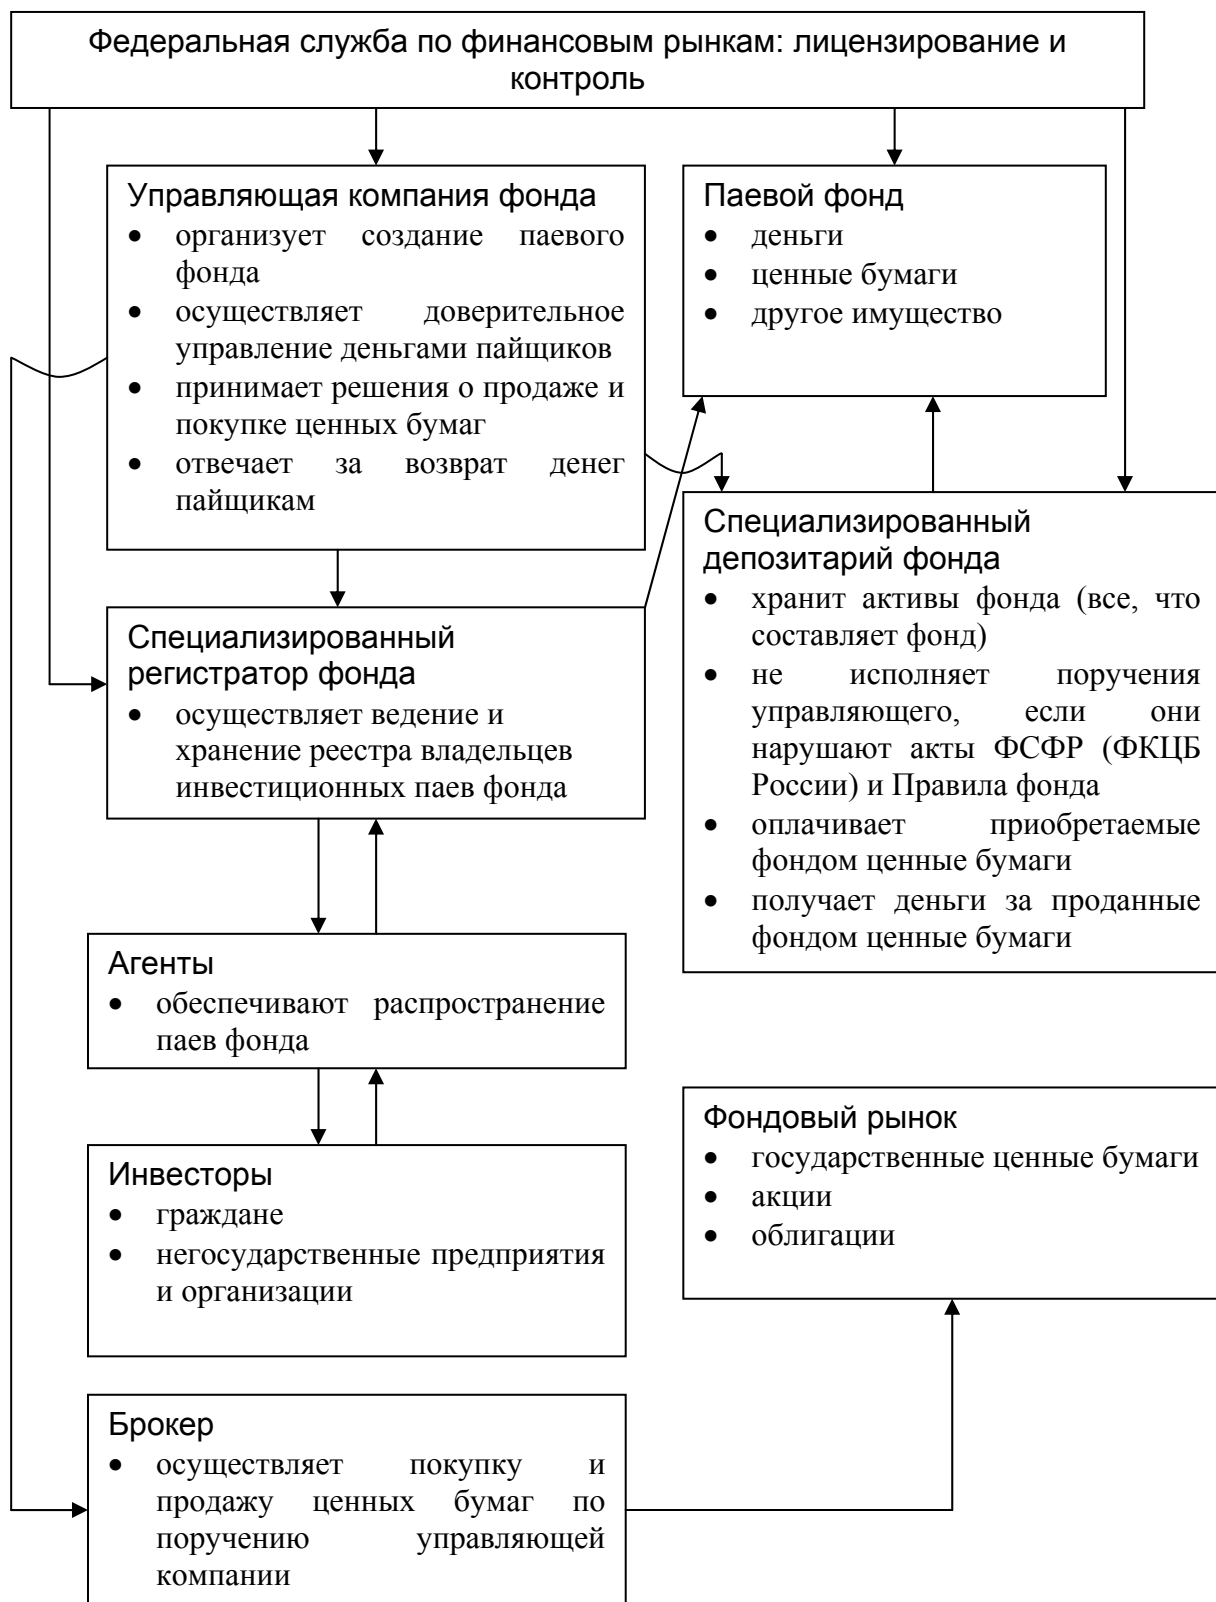 Федеральная служба по финансовым рынкам: лицензирование и
контроль
Управляющая компания фонда
• организует создание паевого
фонда
• осуществляет доверительное
управление деньгами пайщиков
• принимает решения о продаже и
покупке ценных бумаг
• отвечает за возврат денег
пайщикам
Паевой фонд
• деньги
• ценные бумаги
• другое имущество
Специализированный
регистратор фонда
• осуществляет ведение и
хранение реестра владельцев
инвестиционных паев фонда
Специализированный
депозитарий фонда
• хранит активы фонда (все, что
составляет фонд)
• не исполняет поручения
управляющего, если они
нарушают акты ФСФР (ФКЦБ
России) и Правила фонда
• оплачивает приобретаемые
фондом ценные бумаги
• получает деньги за проданные
фондом ценные бумаги
Агенты
• обеспечивают распространение
паев фонда
Инвесторы
• граждане
• негосударственные предприятия
и организации
Фондовый рынок
• государственные ценные бумаги
• акции
• облигации
Брокер
• осуществляет покупку и
продажу ценных бумаг по
поручению управляющей
компании